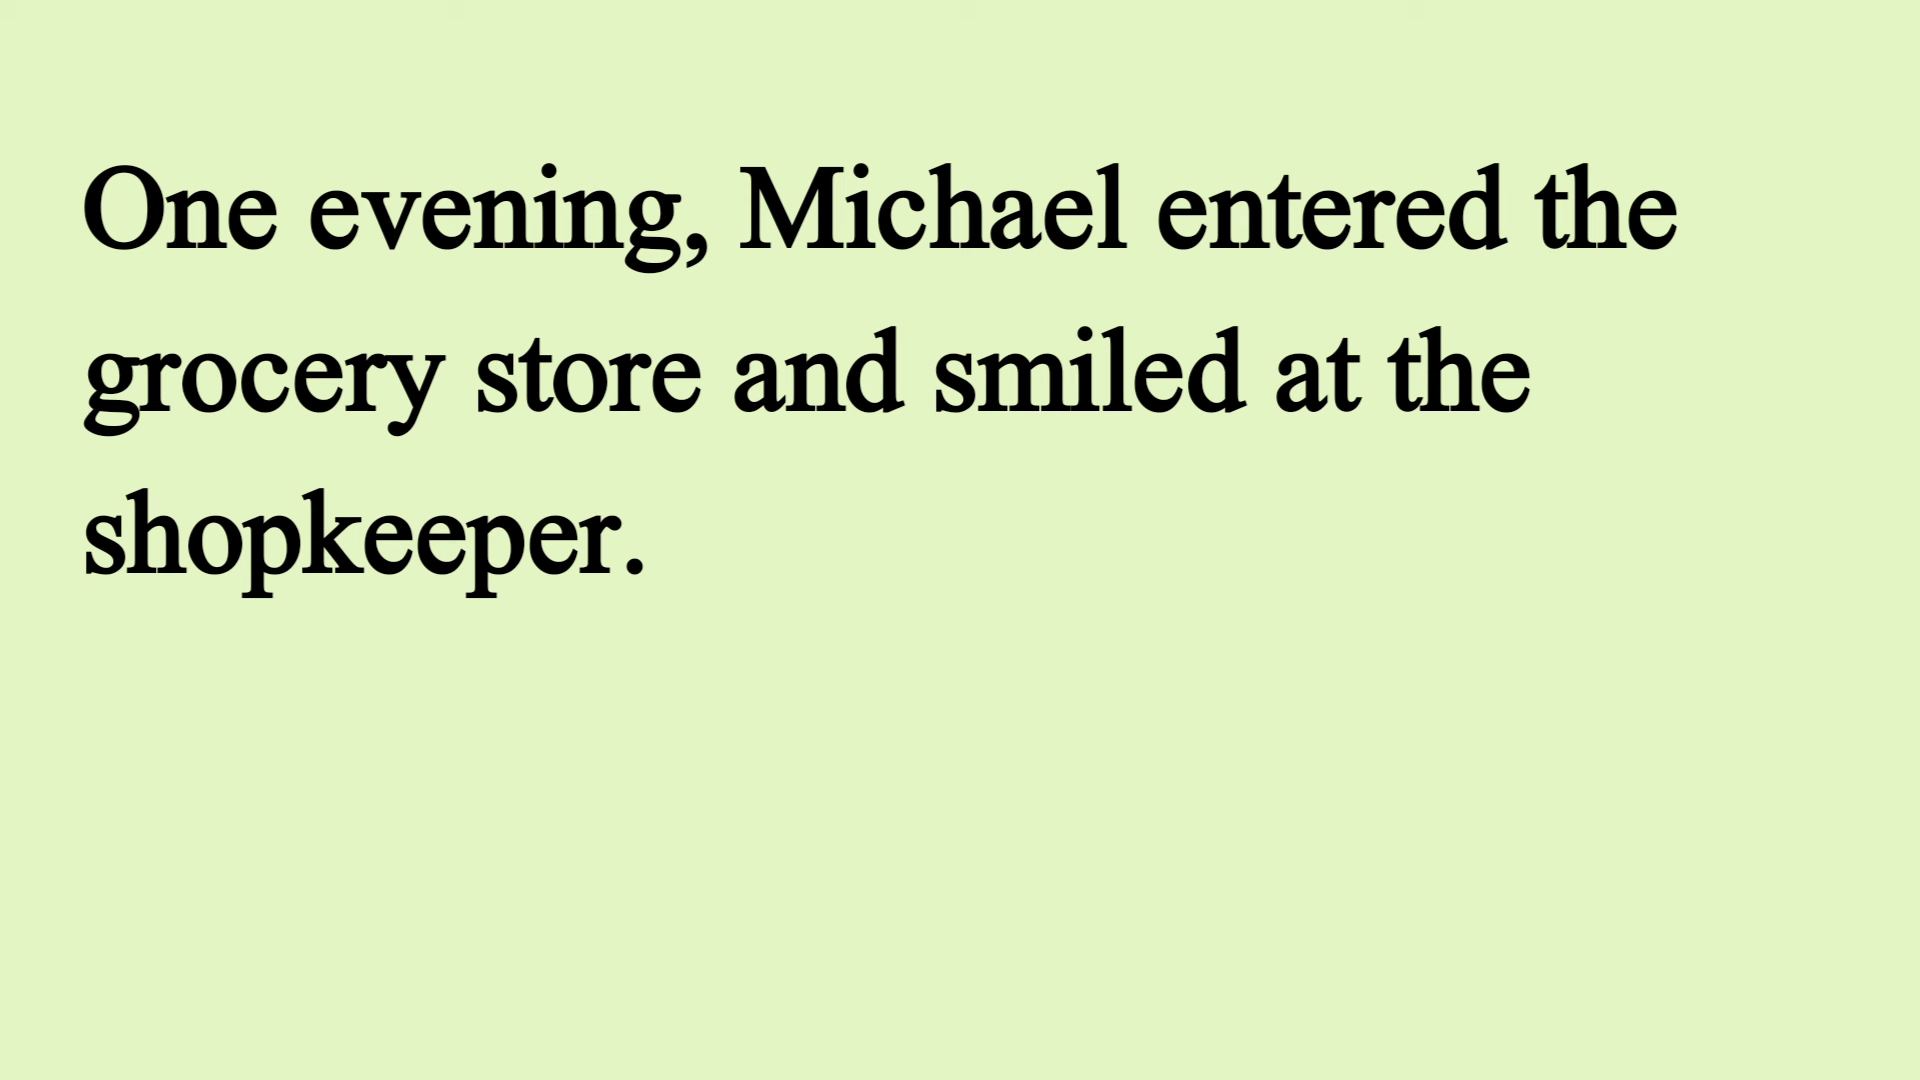 One evening, Michael entered the
grocery store and smiled at the
shopkeeper.